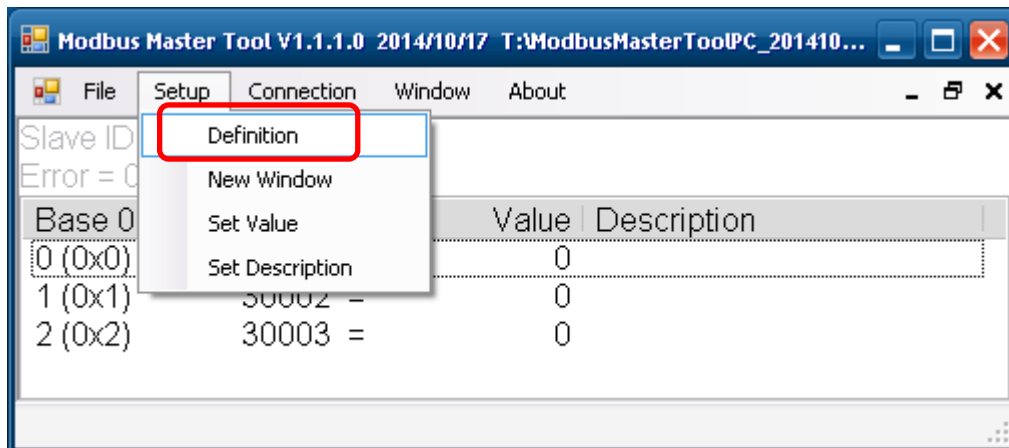 Modbus Master Tool V1.1.1.0 2014/10/17 T:\ModbusMasterToolPC_201410...
File Setup Connection Window About
Slave ID
Definition
Error = 0
New Window
Base 0 Value Description
Set Value
0 (0x0) 0
Set Description
1 (0x1) 30002 = 0
2 (0x2) 30003 = 0